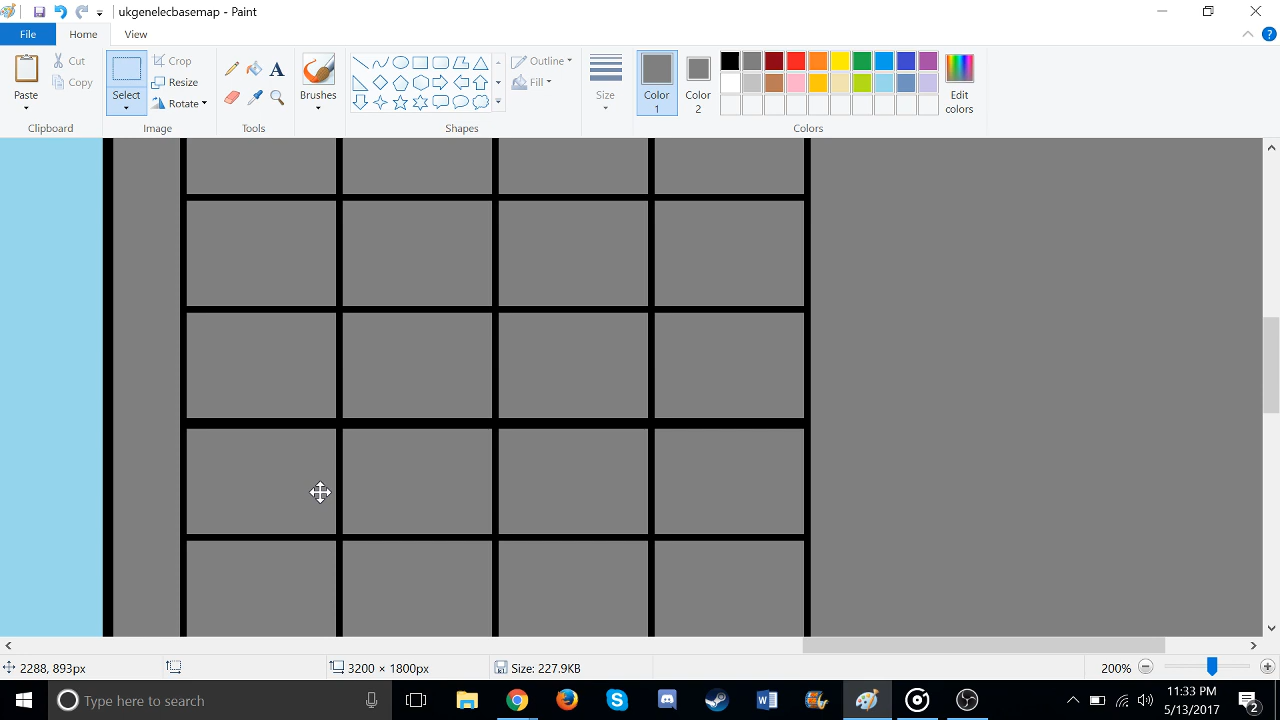 ukgenelecbasemap - Paint
File Home View
Paste
Cut
Copy
Clipboard
Select
Crop
Resize
Rotate
Image
A
Tools
Brushes
Outline
Fill
Shapes
Size
Color 1
Color 2
Edit colors
Colors
2288, 893px
3200 × 1800px
Size: 227.9KB
200%
Type here to search
11:33 PM
5/13/2017
2